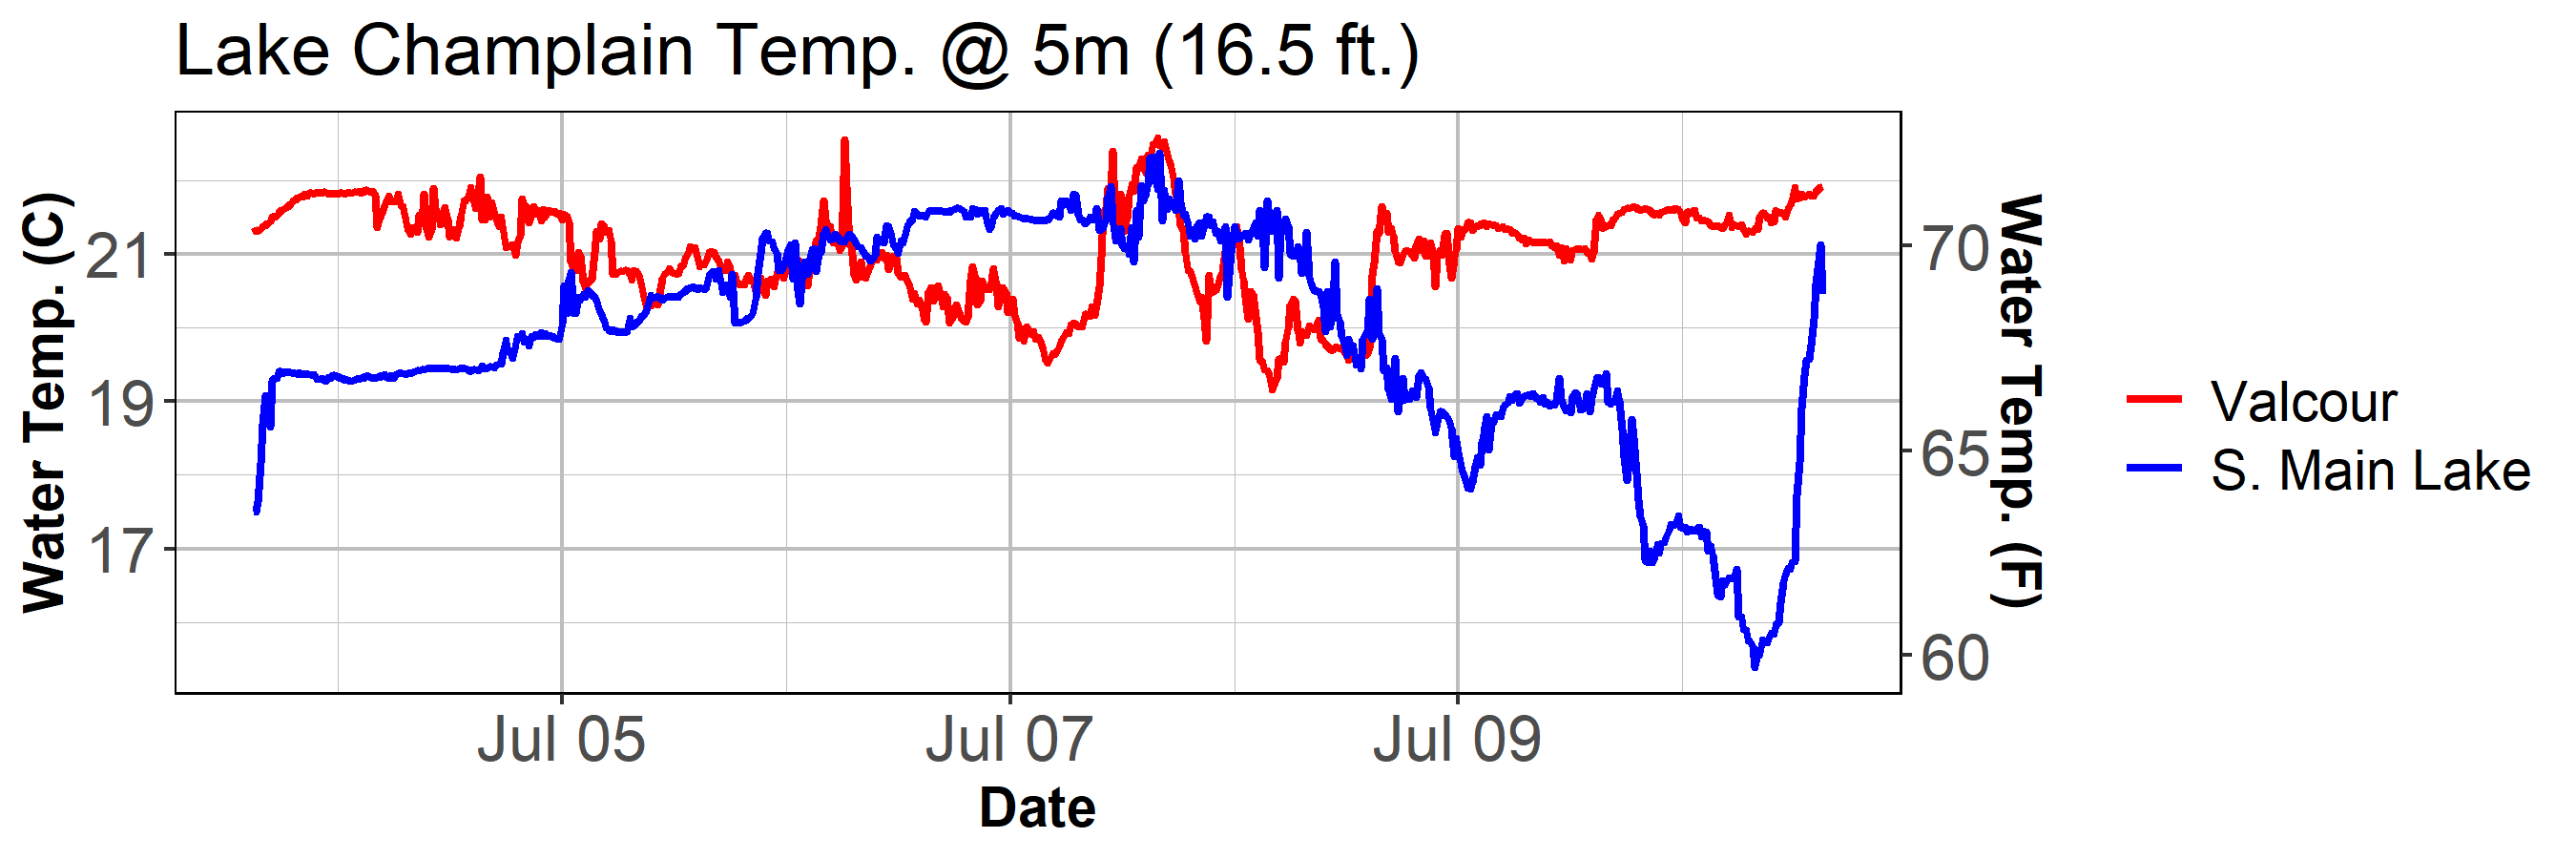 Lake Champlain Temp. @ 5m (16.5 ft.)
Water Temp. (C)
21
19
17
70
65
60
Water Temp. (F)
Jul 05
Jul 07
Jul 09
Date
Valcour
S. Main Lake